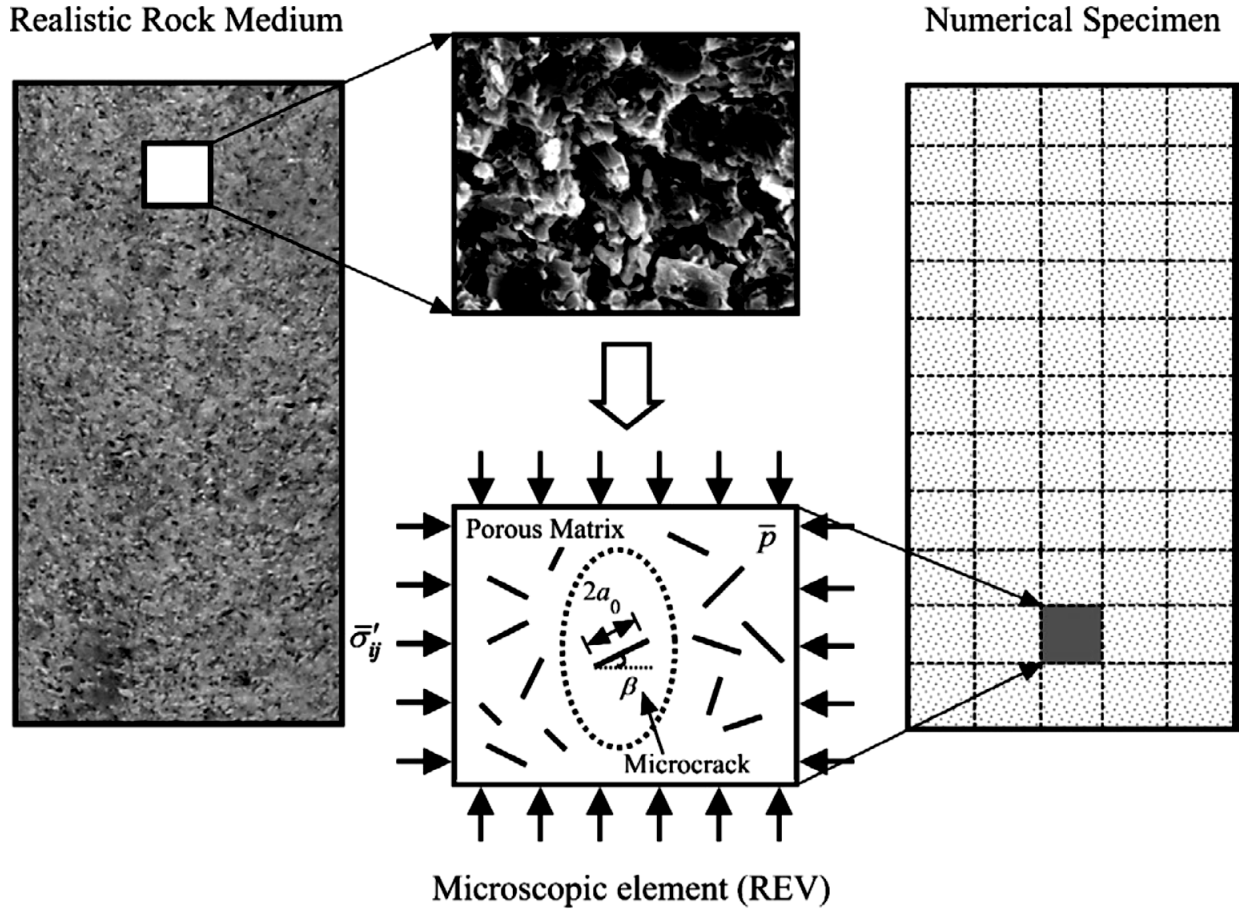 Realistic Rock Medium
Numerical Specimen
Porous Matrix
p̅
2a₀
σ̅′ᵢⱼ
β
Microcrack
Microscopic element (REV)